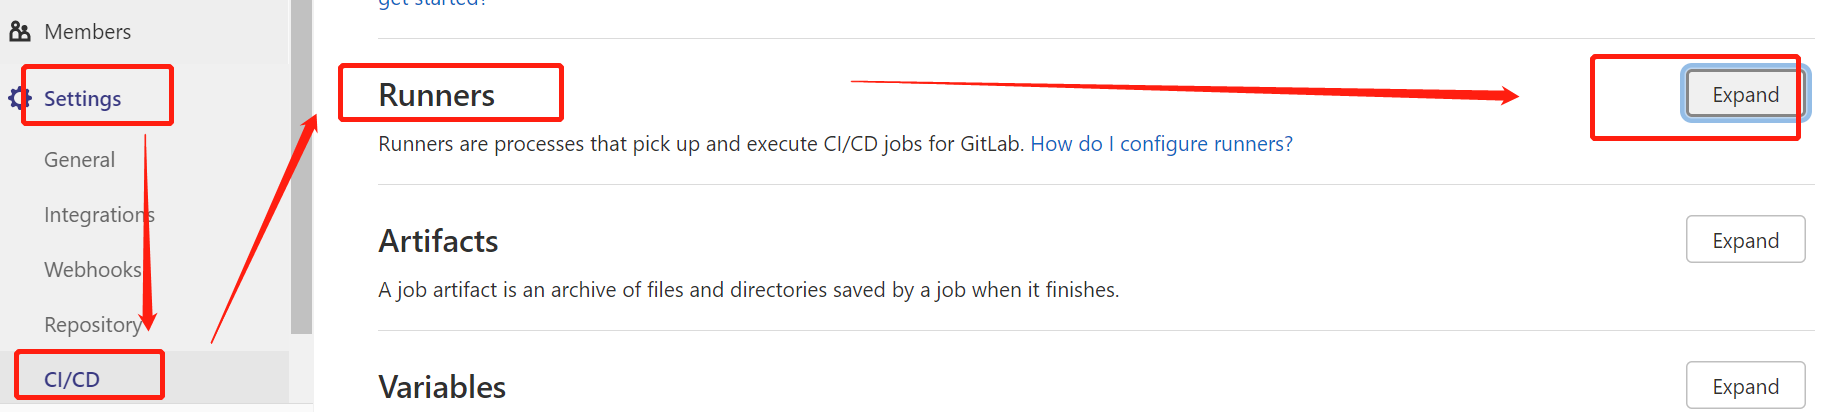 get started?
Members
Settings
General
Integrations
Webhooks
Repository
CI/CD
Runners
Expand
Runners are processes that pick up and execute CI/CD jobs for GitLab. How do I configure runners?
Artifacts
Expand
A job artifact is an archive of files and directories saved by a job when it finishes.
Variables
Expand